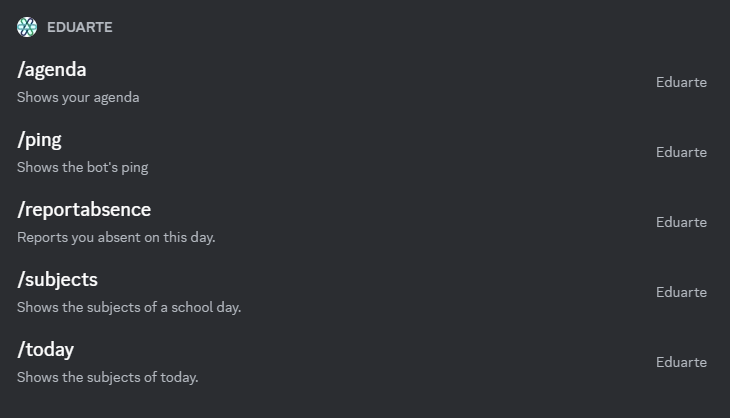 EDUARTE
/agenda
Shows your agenda
Eduarte
/ping
Shows the bot's ping
Eduarte
/reportabsence
Reports you absent on this day.
Eduarte
/subjects
Shows the subjects of a school day.
Eduarte
/today
Shows the subjects of today.
Eduarte